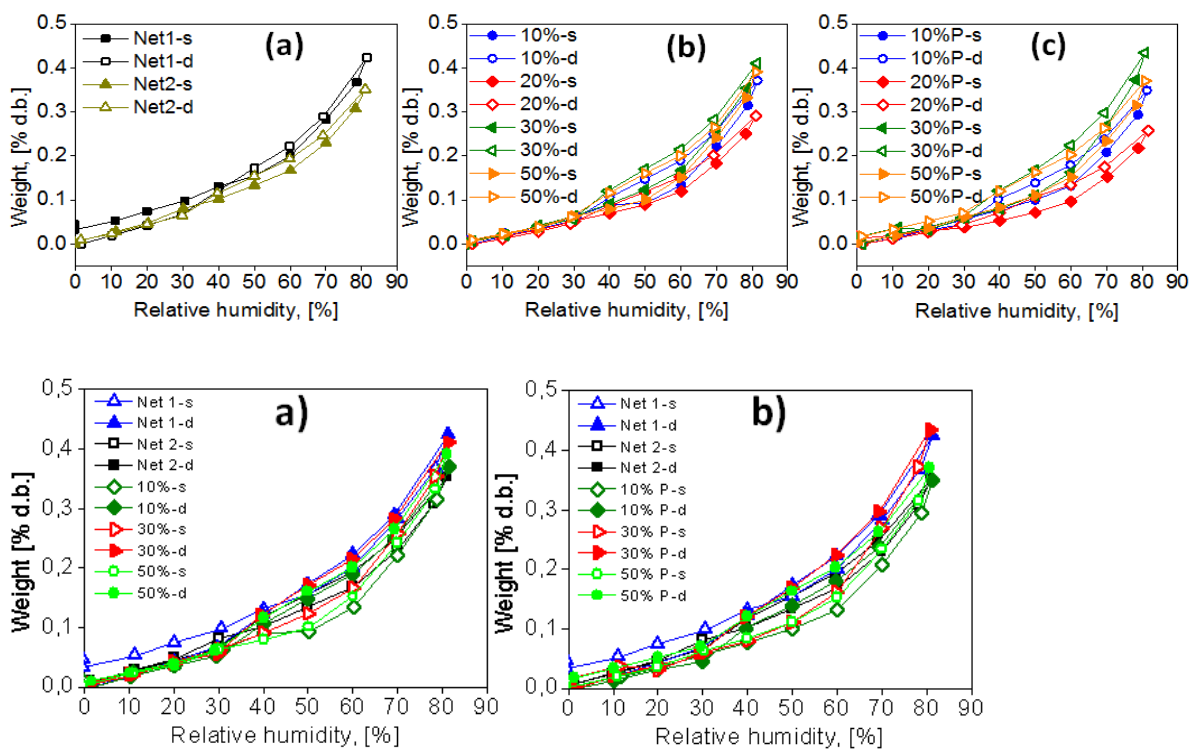 0.5
0.4
0.3
0.2
0.1
0.0
Weight, [% d.b.]
Net1-s
Net1-d
Net2-s
Net2-d
(a)
0 10 20 30 40 50 60 70 80 90
Relative humidity, [%]
0.5
0.4
0.3
0.2
0.1
0.0
Weight, [% d.b.]
10%-s
10%-d
20%-s
20%-d
30%-s
30%-d
50%-s
50%-d
(b)
0 10 20 30 40 50 60 70 80 90
Relative humidity, [%]
0.5
0.4
0.3
0.2
0.1
0.0
Weight, [% d.b.]
10%P-s
10%P-d
20%P-s
20%P-d
30%P-s
30%P-d
50%P-s
50%P-d
(c)
0 10 20 30 40 50 60 70 80 90
Relative humidity, [%]
0,5
0,4
0,3
0,2
0,1
0,0
Weight [% d.b.]
Net 1-s
Net 1-d
Net 2-s
Net 2-d
10%-s
10%-d
30%-s
30%-d
50%-s
50%-d
a)
0 10 20 30 40 50 60 70 80 90
Relative humidity, [%]
0,5
0,4
0,3
0,2
0,1
0,0
Weight [% d.b.]
Net 1-s
Net 1-d
Net 2-s
Net 2-d
10% P-s
10% P-d
30% P-s
30% P-d
50% P-s
50% P-d
b)
0 10 20 30 40 50 60 70 80 90
Relative humidity, [%]